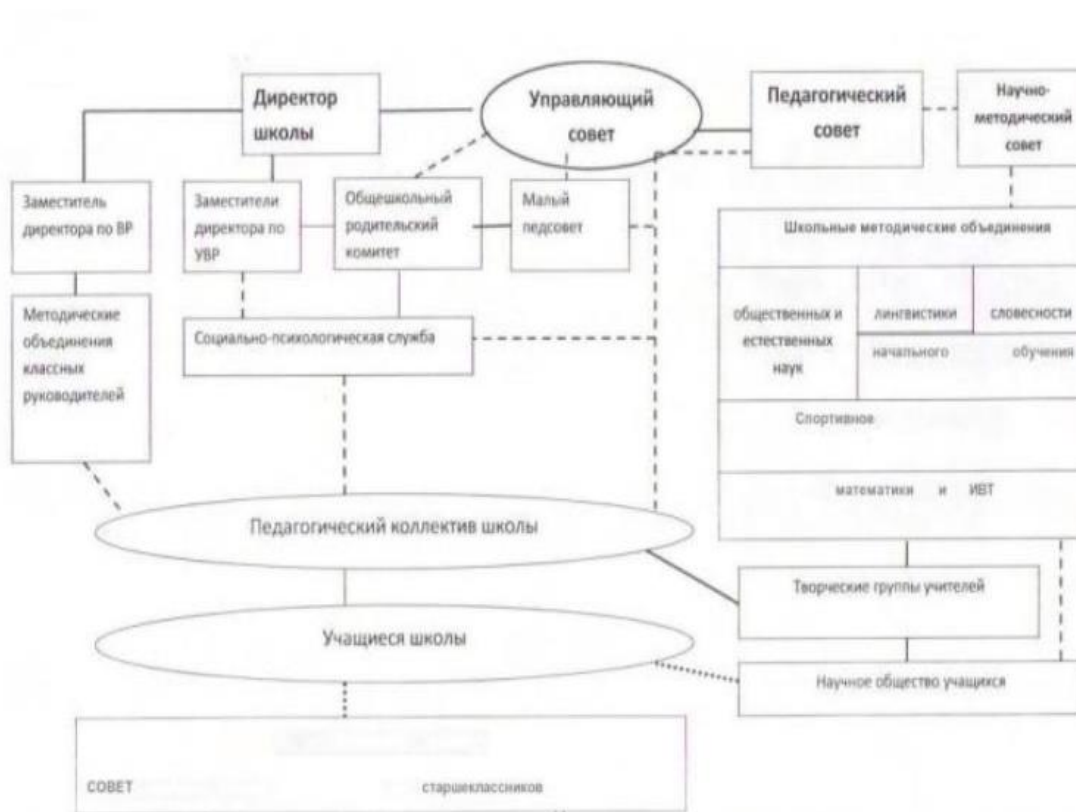 Директор
школы
Управляющий
совет
Педагогический
совет
Научно-
методический
совет
Заместитель
директора по ВР
Заместители
директора по
УВР
Общешкольный
родительский
комитет
Малый
педсовет
Школьные методические объединения
общественных и
естественных
наук
лингвистики
словесности
начального обучения
Спортивное
математики и ИВТ
Методические
объединения
классных
руководителей
Социально-психологическая служба
Педагогический коллектив школы
Творческие группы учителей
Учащиеся школы
Научное общество учащихся
СОВЕТ старшеклассников